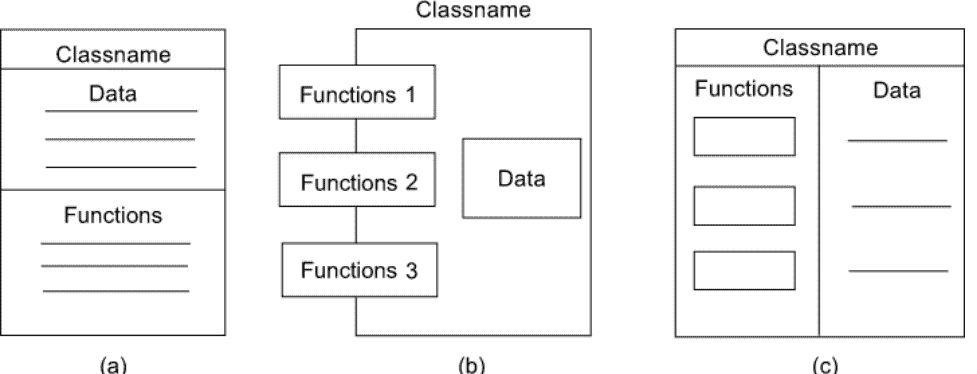 Classname
Data
Functions
(a)
Classname
Functions 1
Functions 2
Functions 3
Data
(b)
Classname
Functions
Data
(c)